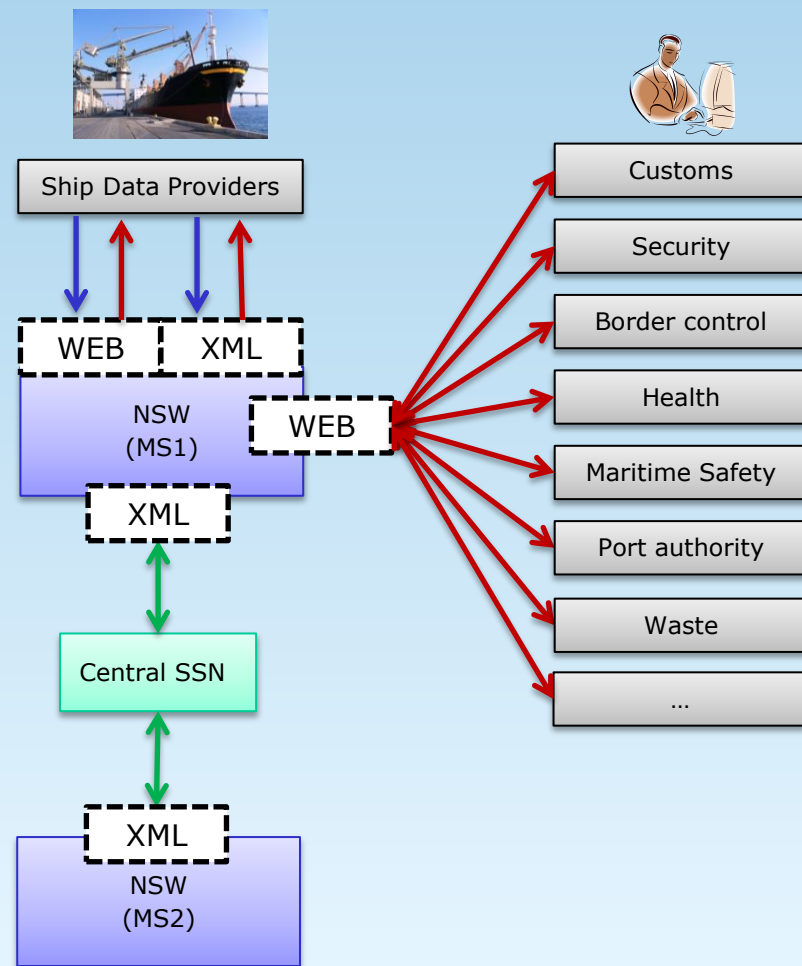 Ship Data Providers
WEB
XML
NSW
(MS1)
WEB
XML
Central SSN
XML
NSW
(MS2)
Customs
Security
Border control
Health
Maritime Safety
Port authority
Waste
...